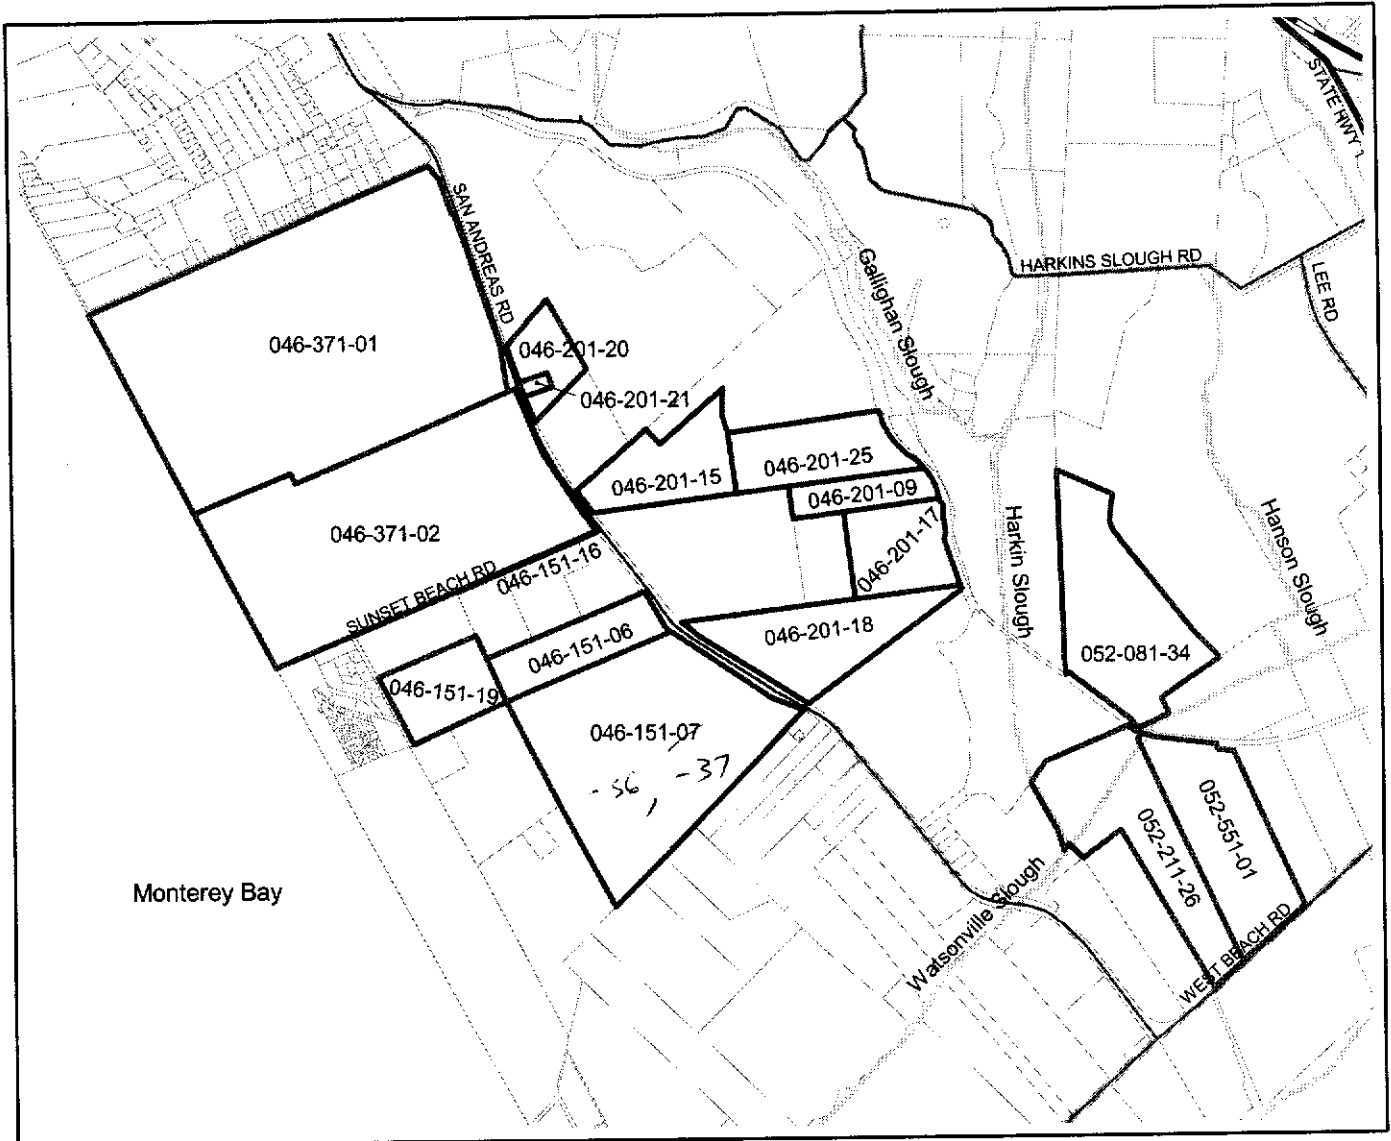 STATE HWY 1
SAN ANDREAS RD
Gallighan Slough
HARKINS SLOUGH RD
LEE RD
046-371-01
046-201-20
046-201-21
046-201-15
046-201-25
046-201-09
046-201-17
046-371-02
046-151-16
SUNSET BEACH RD
Harkin Slough
Hanson Slough
046-151-06
046-201-18
052-081-34
046-151-19
046-151-07
- 36, -37
052-551-01
052-211-26
Monterey Bay
Watsonville Slough
WEST BEACH RD